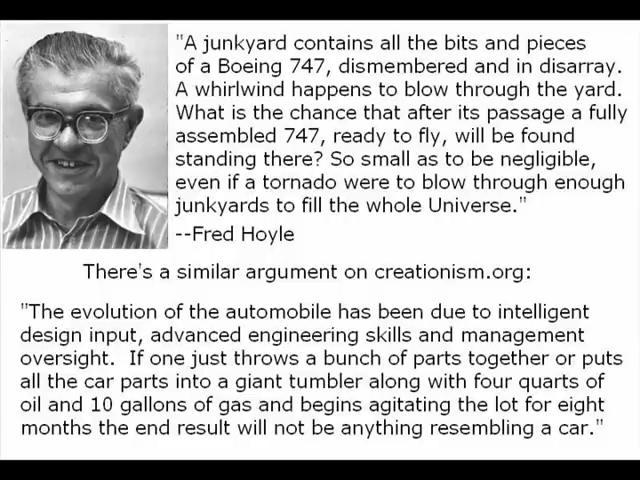 "A junkyard contains all the bits and pieces
of a Boeing 747, dismembered and in disarray.
A whirlwind happens to blow through the yard.
What is the chance that after its passage a fully
assembled 747, ready to fly, will be found
standing there? So small as to be negligible,
even if a tornado were to blow through enough
junkyards to fill the whole Universe."
--Fred Hoyle
There's a similar argument on creationism.org:
"The evolution of the automobile has been due to intelligent
design input, advanced engineering skills and management
oversight.  If one just throws a bunch of parts together or puts
all the car parts into a giant tumbler along with four quarts of
oil and 10 gallons of gas and begins agitating the lot for eight
months the end result will not be anything resembling a car."